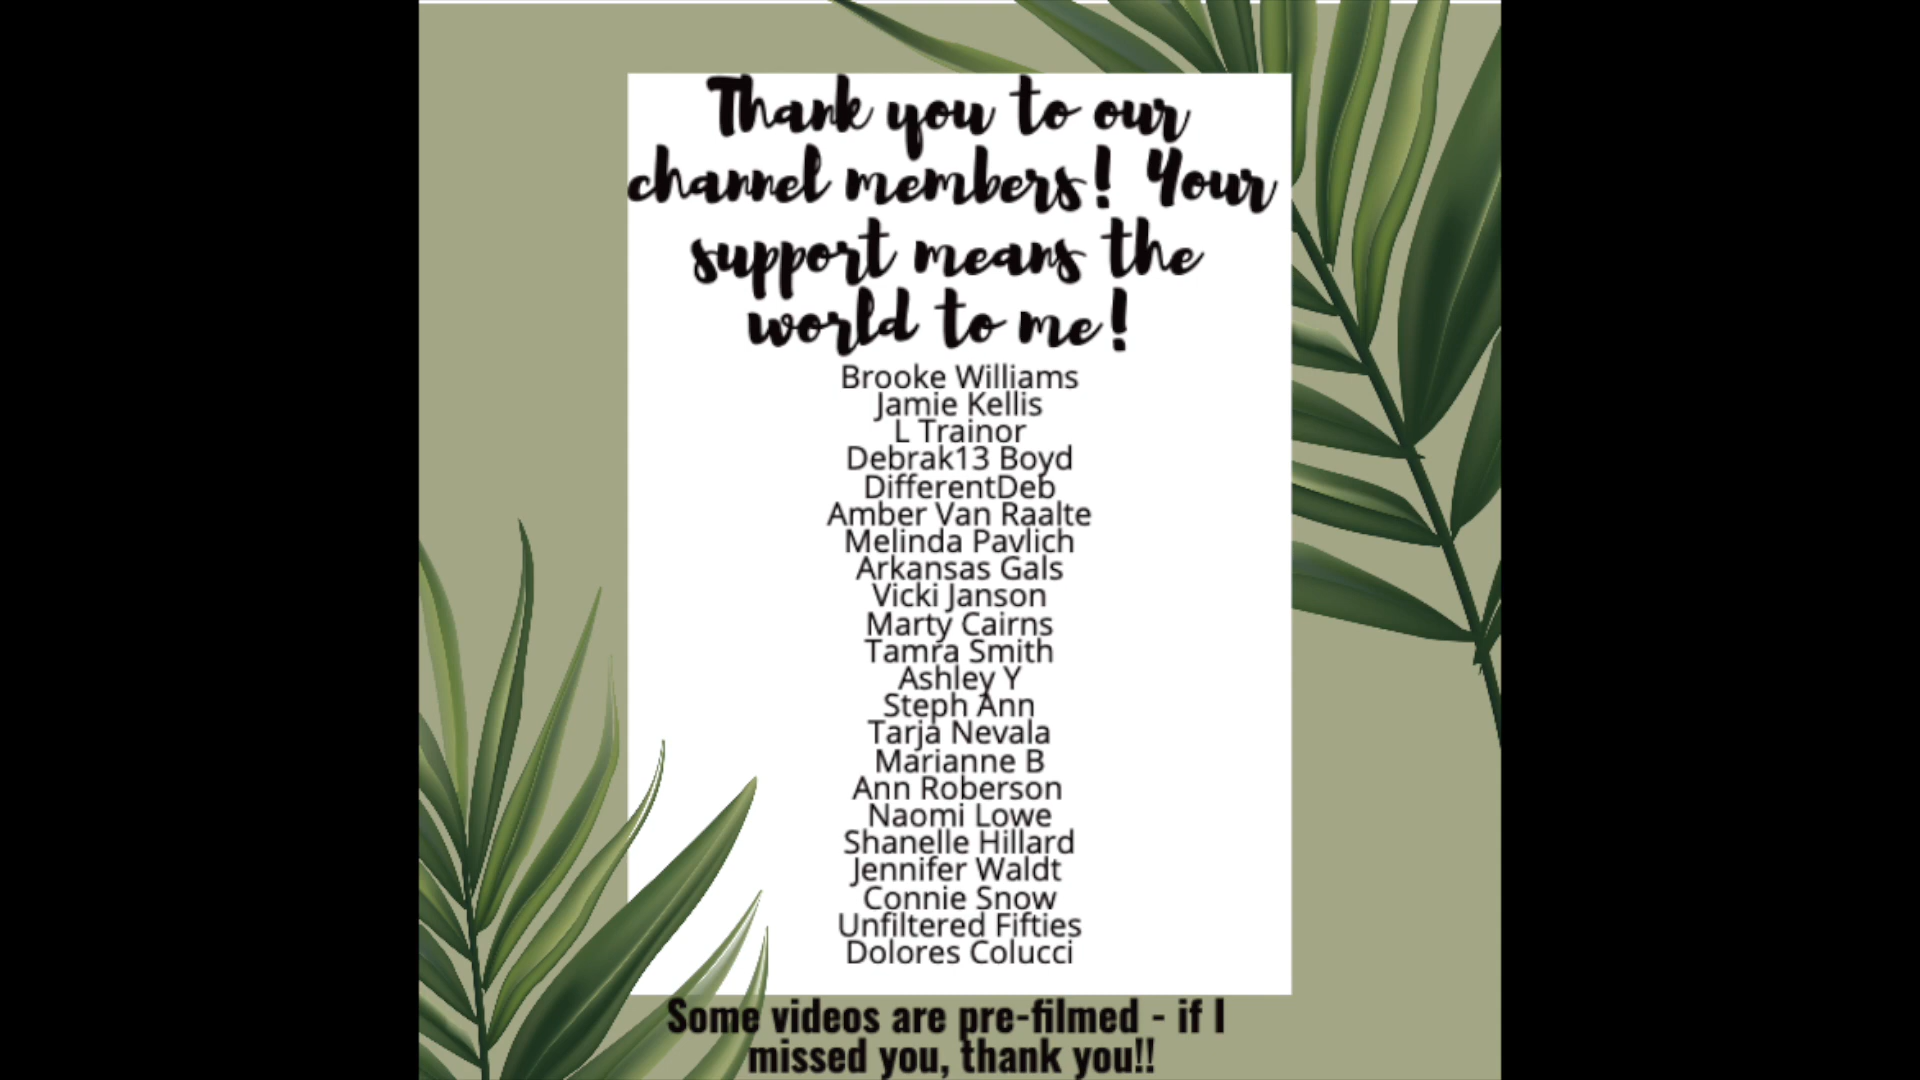 Thank you to our
channel members! Your
support means the
world to me!
Brooke Williams
Jamie Kellis
L Trainor
Debrak13 Boyd
DifferentDeb
Amber Van Raalte
Melinda Pavlich
Arkansas Gals
Vicki Janson
Marty Cairns
Tamra Smith
Ashley Y
Steph Ann
Tarja Nevala
Marianne B
Ann Roberson
Naomi Lowe
Shanelle Hillard
Jennifer Waldt
Connie Snow
Unfiltered Fifties
Dolores Colucci
Some videos are pre-filmed - if I
missed you, thank you!!